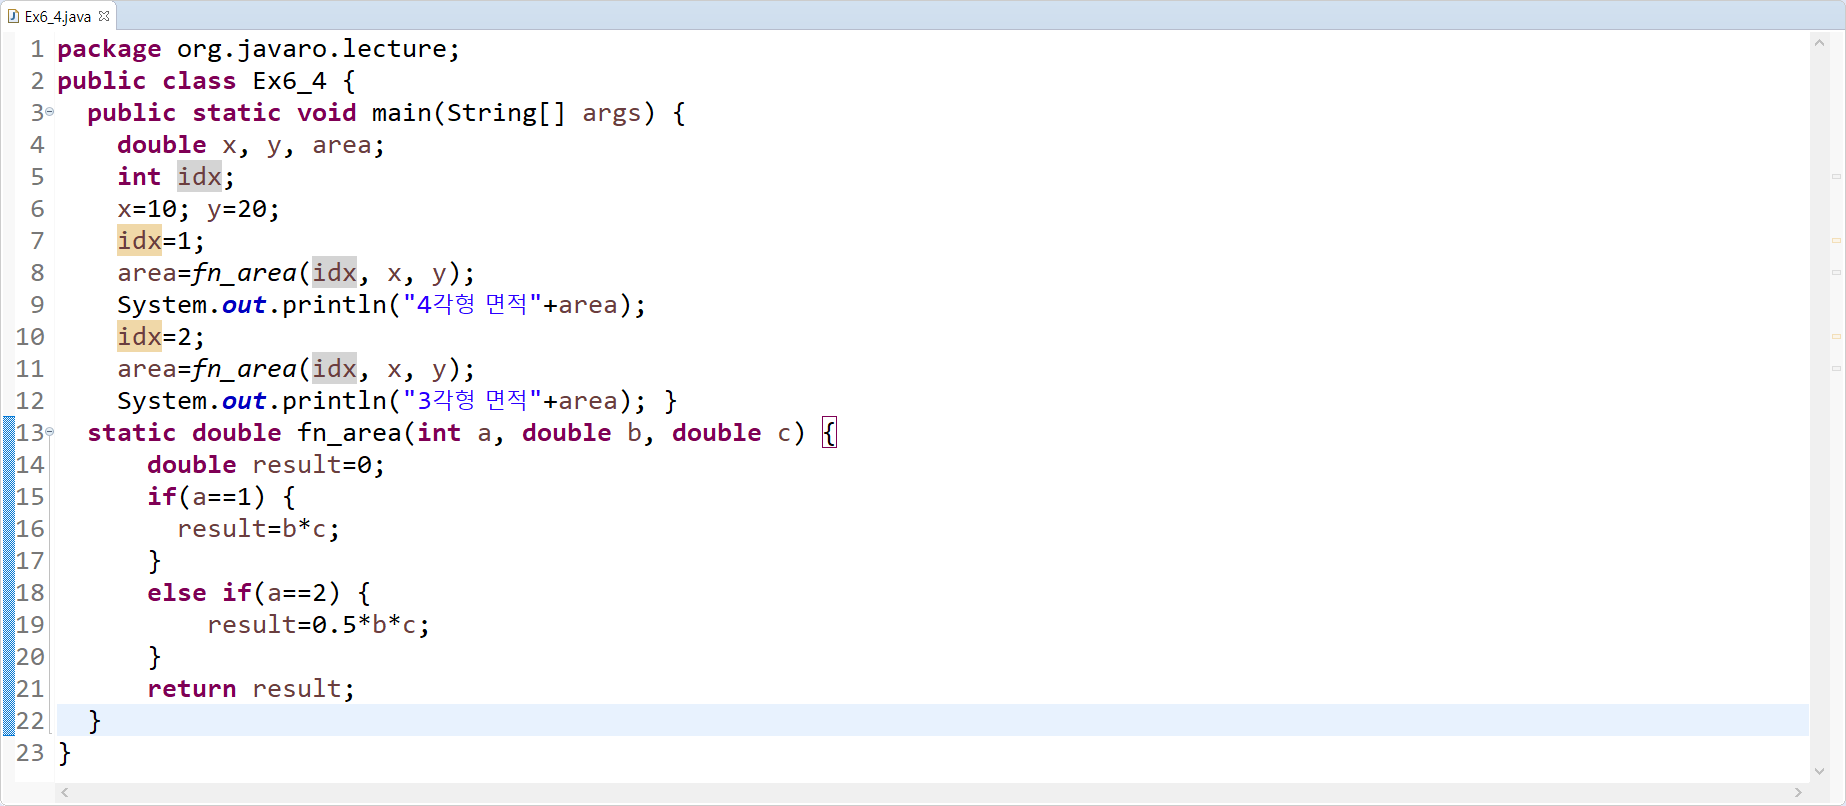 Ex6_4.java
1 package org.javaro.lecture;
2 public class Ex6_4 {
3   public static void main(String[] args) {
4     double x, y, area;
5     int idx;
6     x=10; y=20;
7     idx=1;
8     area=fn_area(idx, x, y);
9     System.out.println("4각형 면적"+area);
10     idx=2;
11     area=fn_area(idx, x, y);
12     System.out.println("3각형 면적"+area); }
13   static double fn_area(int a, double b, double c) {
14       double result=0;
15       if(a==1) {
16         result=b*c;
17       }
18       else if(a==2) {
19           result=0.5*b*c;
20       }
21       return result;
22   }
23 }